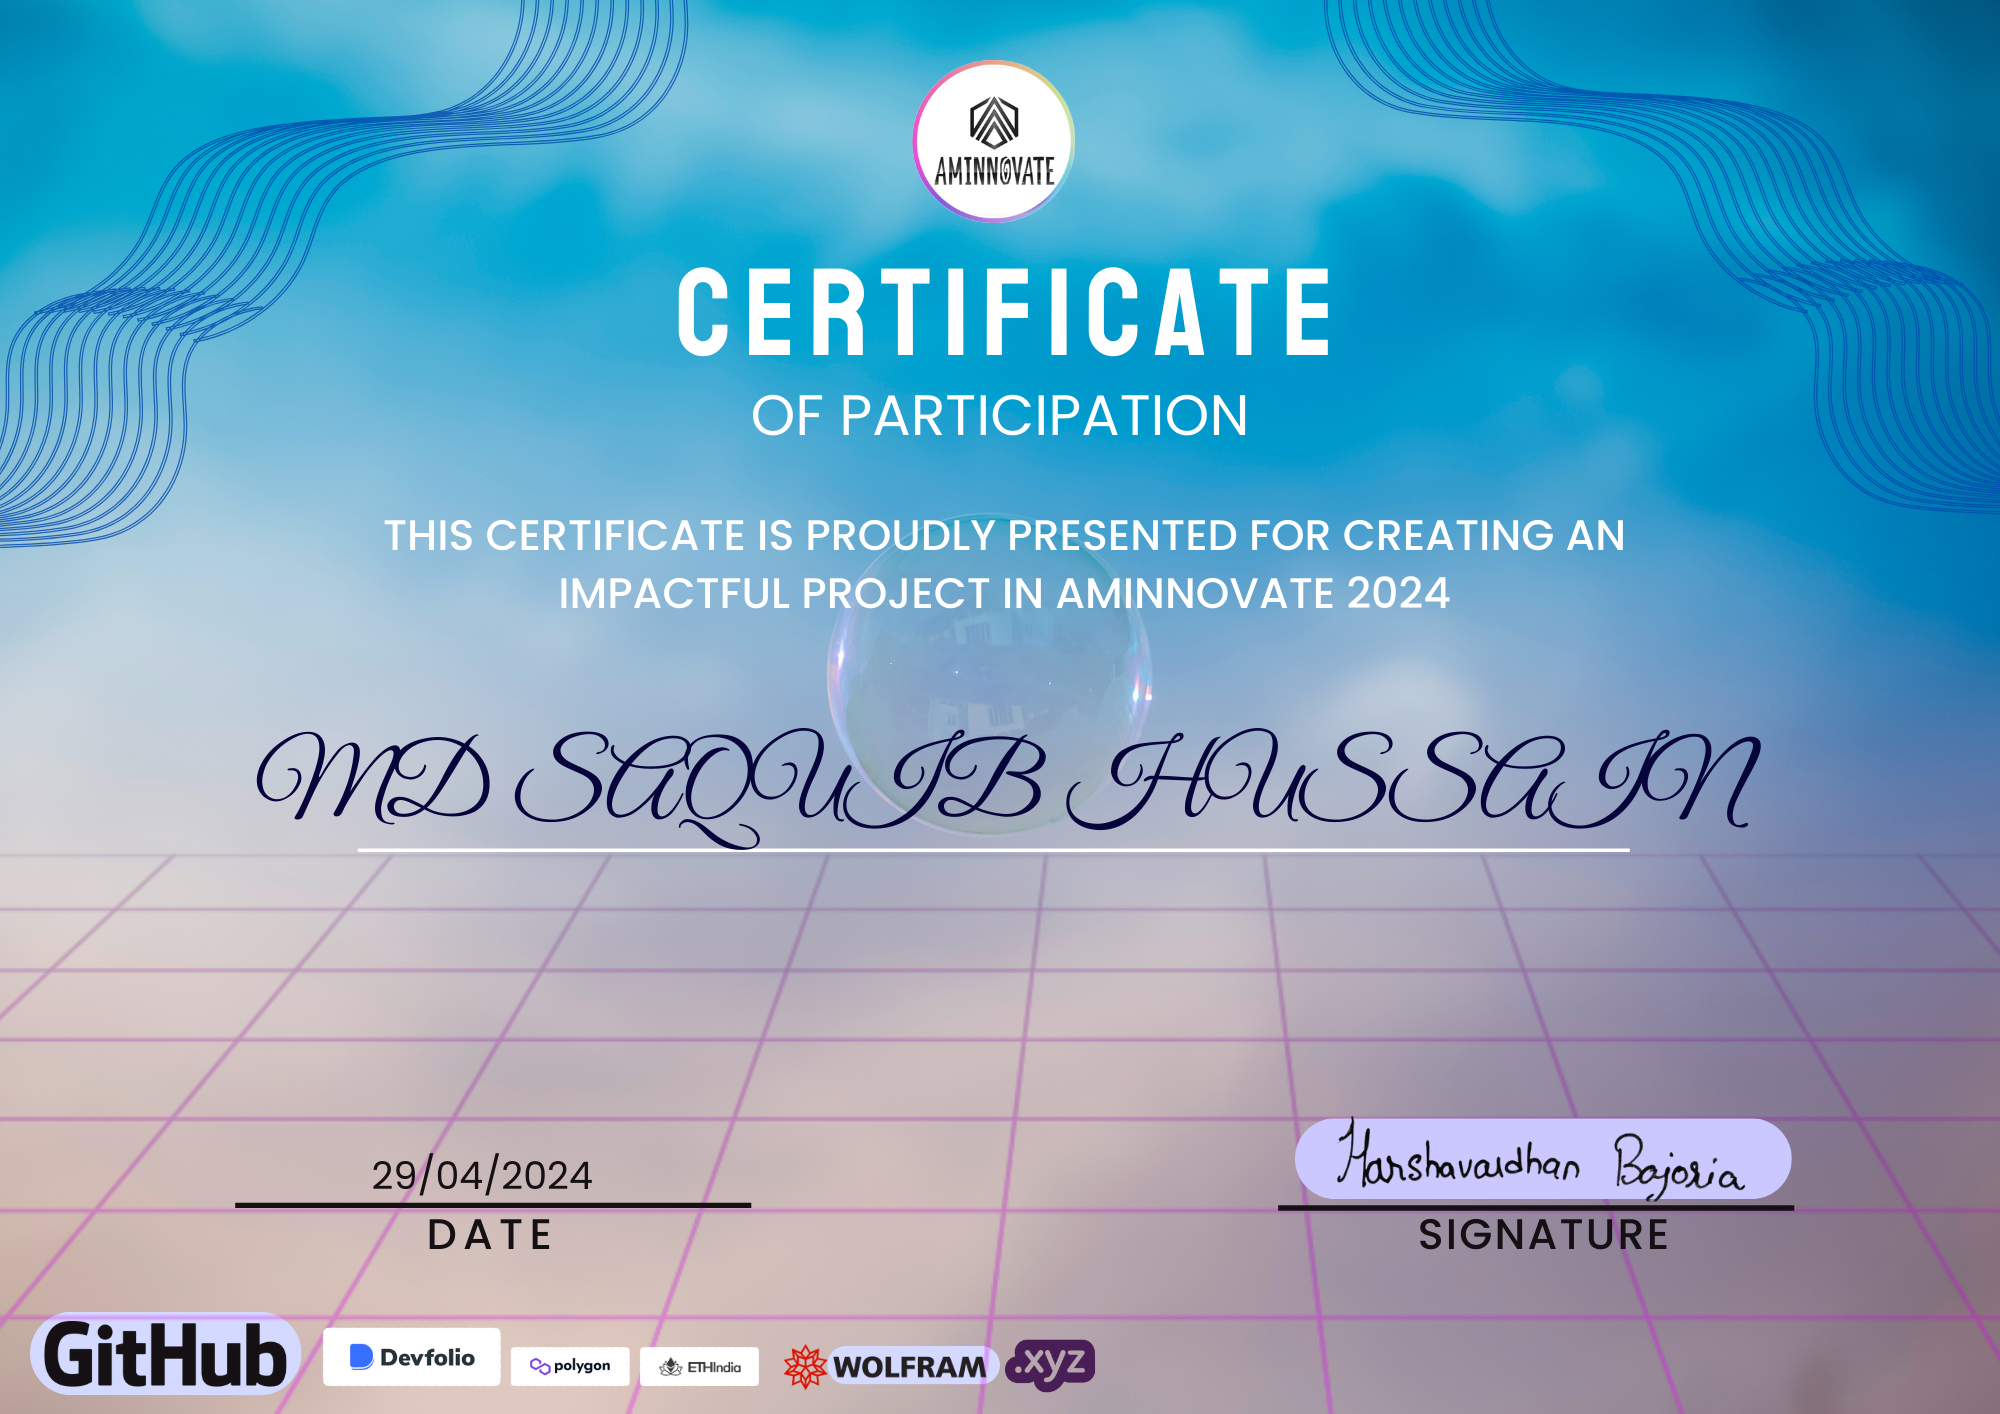 AMINNOVATE
CERTIFICATE
OF PARTICIPATION
THIS CERTIFICATE IS PROUDLY PRESENTED FOR CREATING AN
IMPACTFUL PROJECT IN AMINNOVATE 2024
MD SAQUIB HUSSAIN
29/04/2024
DATE
Harshavardhan Bajoria
SIGNATURE
GitHub
Devfolio
polygon
ETHIndia
WOLFRAM
.xyz